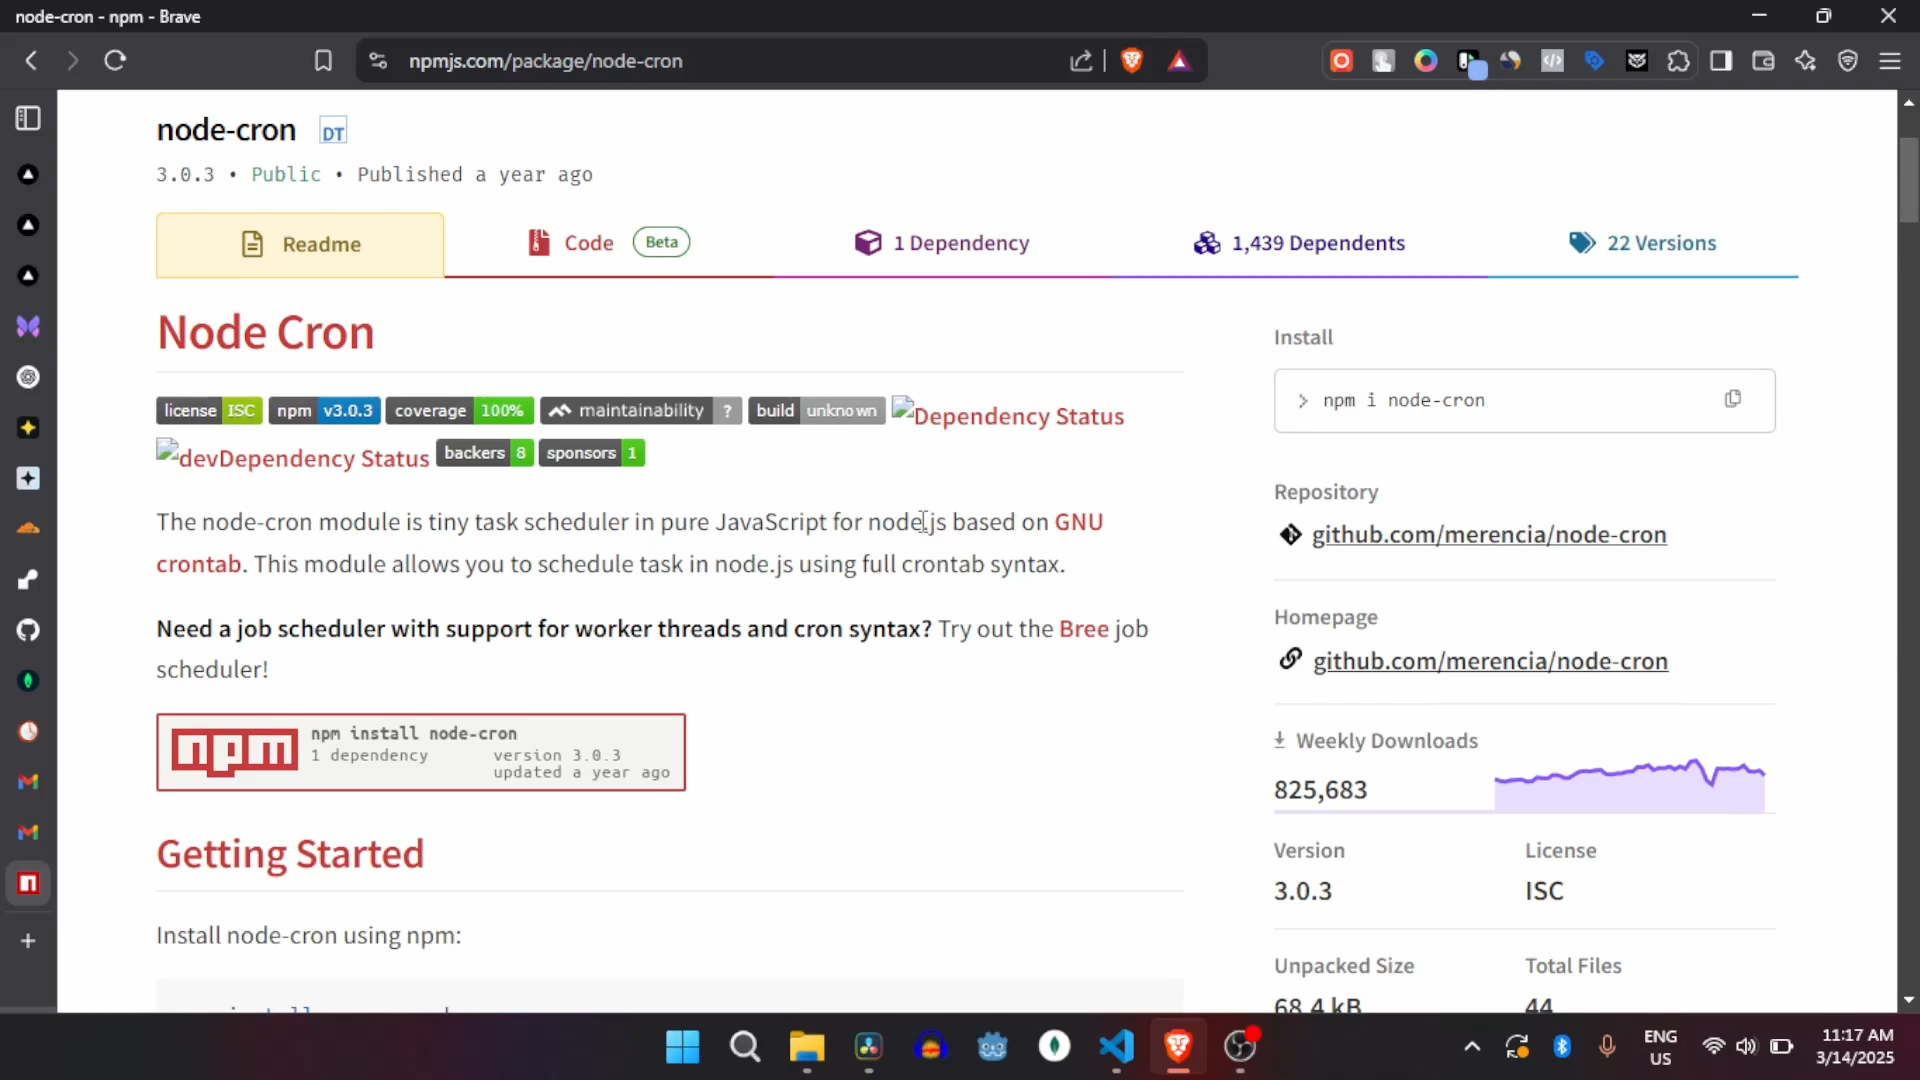 node-cron - npm - Brave
npmjs.com/package/node-cron
node-cron DT
3.0.3 • Public • Published a year ago
Readme
Code Beta
1 Dependency
1,439 Dependents
22 Versions
Node Cron
license ISC npm v3.0.3 coverage 100% maintainability ? build unknown Dependency Status
devDependency Status backers 8 sponsors 1
The node-cron module is tiny task scheduler in pure JavaScript for node.js based on GNU
crontab. This module allows you to schedule task in node.js using full crontab syntax.
Need a job scheduler with support for worker threads and cron syntax? Try out the Bree job
scheduler!
npm
npm install node-cron
1 dependency version 3.0.3
updated a year ago
Getting Started
Install node-cron using npm:
Install
> npm i node-cron
Repository
github.com/merencia/node-cron
Homepage
github.com/merencia/node-cron
Weekly Downloads
825,683
Version License
3.0.3 ISC
Unpacked Size Total Files
68.4 kB 44
ENG
US
11:17 AM
3/14/2025